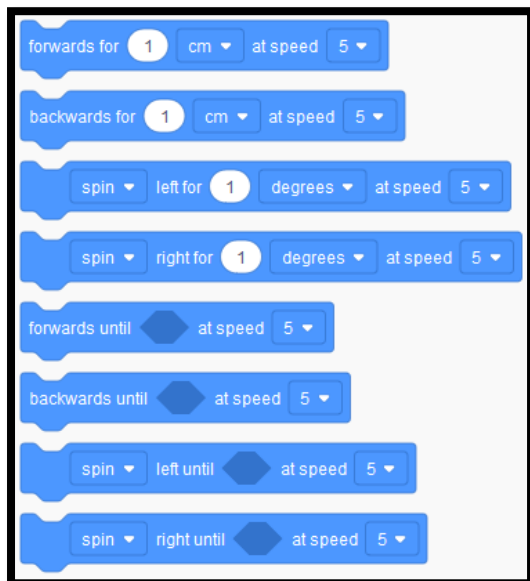 forwards for 1 cm at speed 5
backwards for 1 cm at speed 5
spin left for 1 degrees at speed 5
spin right for 1 degrees at speed 5
forwards until at speed 5
backwards until at speed 5
spin left until at speed 5
spin right until at speed 5